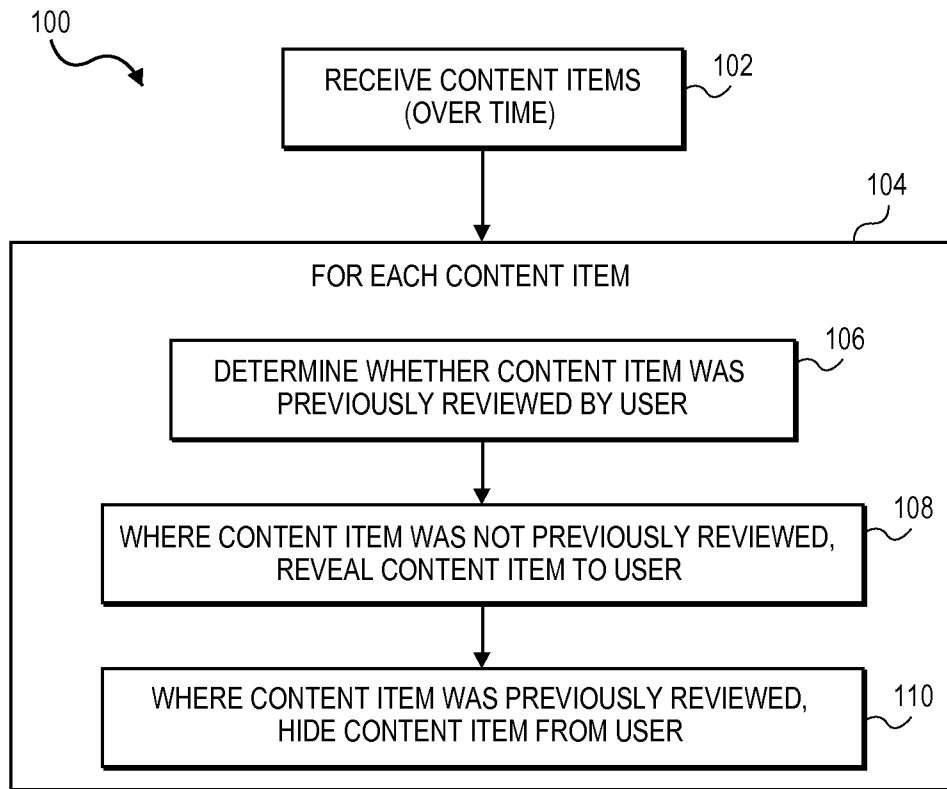 100
RECEIVE CONTENT ITEMS
(OVER TIME)
102
104
FOR EACH CONTENT ITEM
106
DETERMINE WHETHER CONTENT ITEM WAS
PREVIOUSLY REVIEWED BY USER
108
WHERE CONTENT ITEM WAS NOT PREVIOUSLY REVIEWED,
REVEAL CONTENT ITEM TO USER
WHERE CONTENT ITEM WAS PREVIOUSLY REVIEWED,
HIDE CONTENT ITEM FROM USER
110